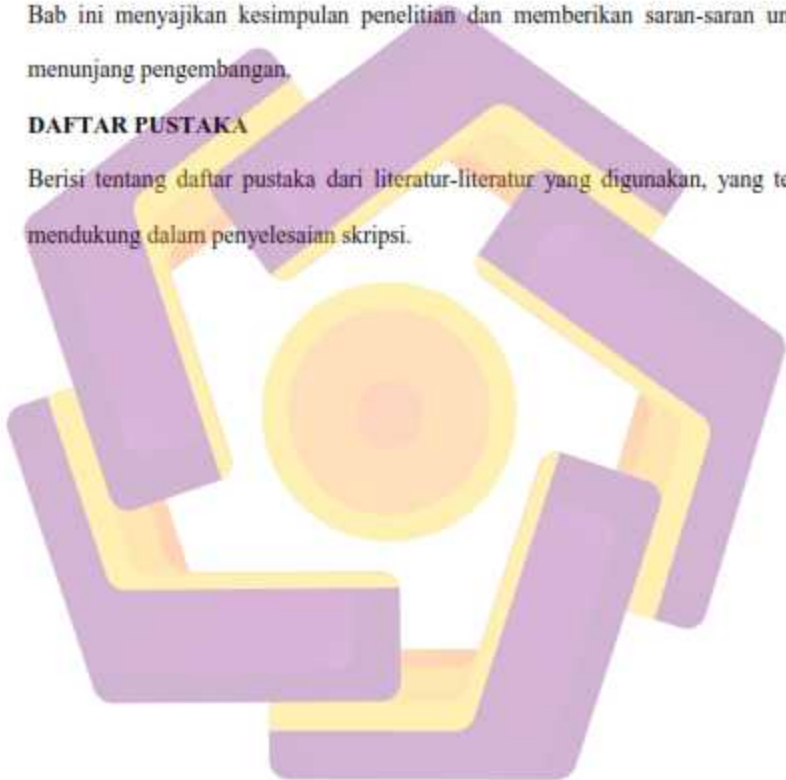 Bab ini menyajikan kesimpulan penelitian dan memberikan saran-saran un
menunjang pengembangan.
DAFTAR PUSTAKA
Berisi tentang daftar pustaka dari literatur-literatur yang digunakan, yang te
mendukung dalam penyelesaian skripsi.